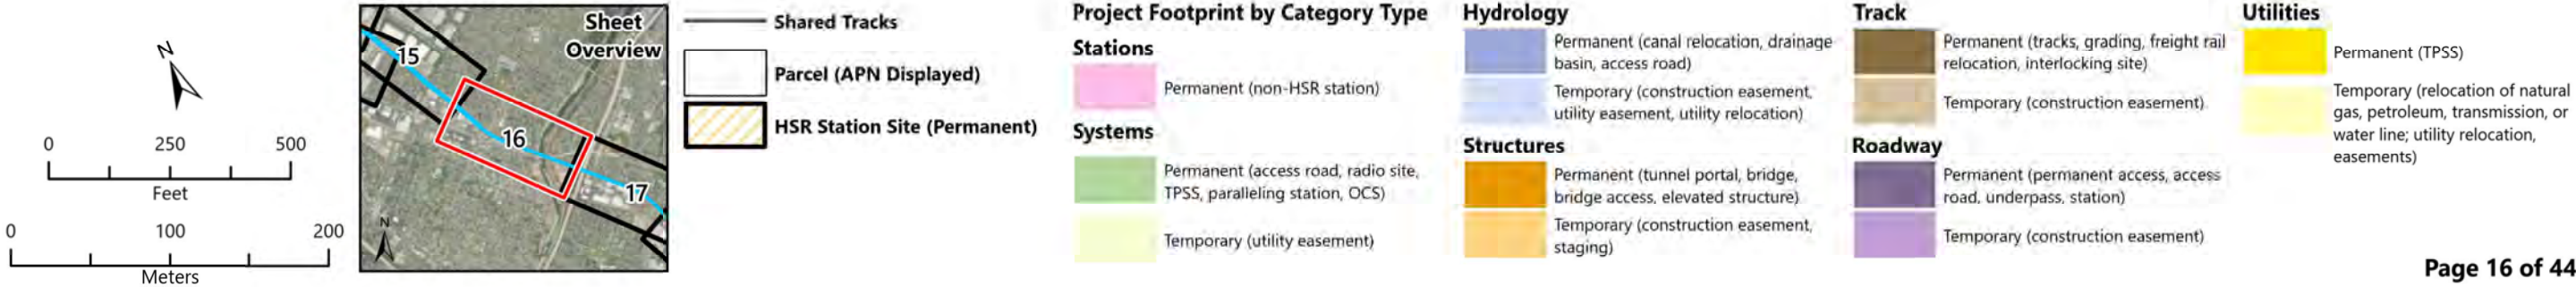 N
0 250 500
Feet
0 100 200
Meters
Sheet
Overview
15
16
17
N
Shared Tracks
Parcel (APN Displayed)
HSR Station Site (Permanent)
Project Footprint by Category Type
Stations
Permanent (non-HSR station)
Systems
Permanent (access road, radio site,
TPSS, paralleling station, OCS)
Temporary (utility easement)
Hydrology
Permanent (canal relocation, drainage
basin, access road)
Temporary (construction easement,
utility easement, utility relocation)
Structures
Permanent (tunnel portal, bridge,
bridge access, elevated structure)
Temporary (construction easement,
staging)
Track
Permanent (tracks, grading, freight rail
relocation, interlocking site)
Temporary (construction easement)
Roadway
Permanent (permanent access, access
road, underpass, station)
Temporary (construction easement)
Utilities
Permanent (TPSS)
Temporary (relocation of natural
gas, petroleum, transmission, or
water line; utility relocation,
easements)
Page 16 of 44